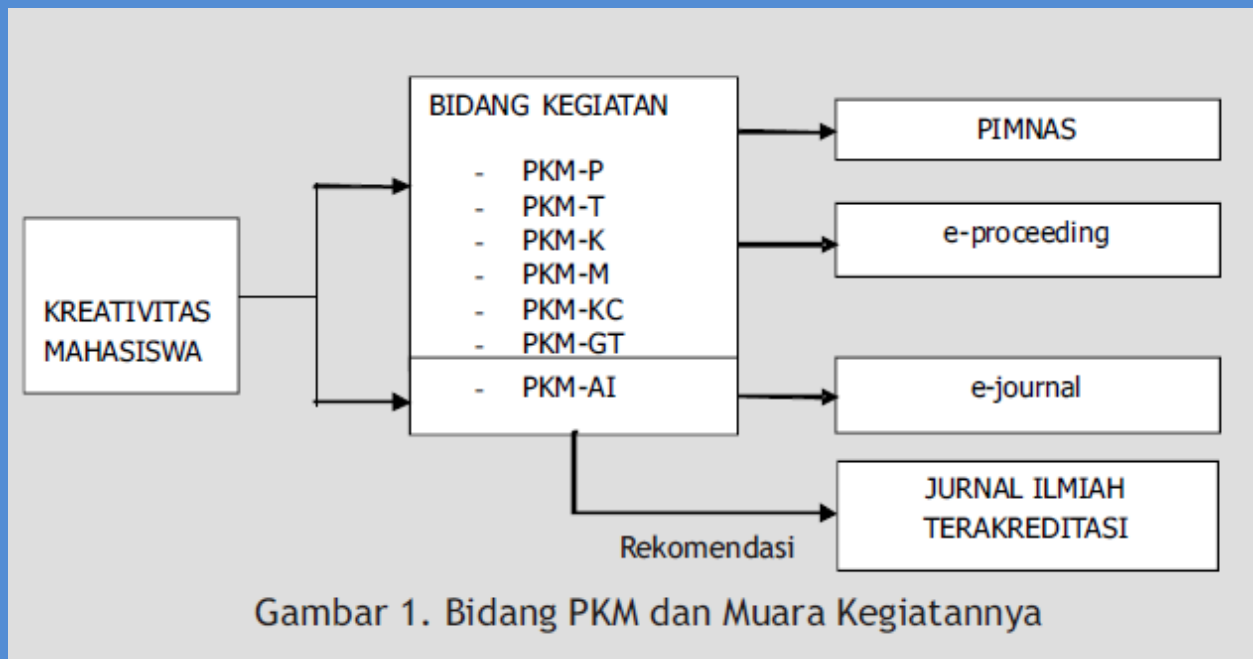 KREATIVITAS
MAHASISWA
BIDANG KEGIATAN
- PKM-P
- PKM-T
- PKM-K
- PKM-M
- PKM-KC
- PKM-GT
- PKM-AI
PIMNAS
e-proceeding
e-journal
JURNAL ILMIAH
TERAKREDITASI
Rekomendasi
Gambar 1. Bidang PKM dan Muara Kegiatannya